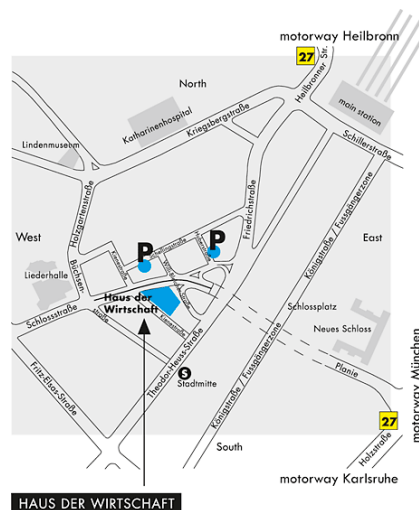 motorway Heilbronn
27
Heilbronner Str.
North
main station
Katharinenhospital
Kriegsbergstraße
Lindenmuseum
Schillerstraße
Holzgartenstraße
Friedrichstraße
Königstraße / Fussgängerzone
P
P
West
East
Büchsen-
straße
Liederhalle
Schlossstraße
Haus der
Wirtschaft
Kienestraße
Schlossplatz
Neues Schloss
Theodor-Heuss-Straße
Fritz-Elsas-Straße
S
Stadtmitte
Königstraße / Fussgängerzone
Planie
motorway München
27
South
Holzstraße
motorway Karlsruhe
HAUS DER WIRTSCHAFT